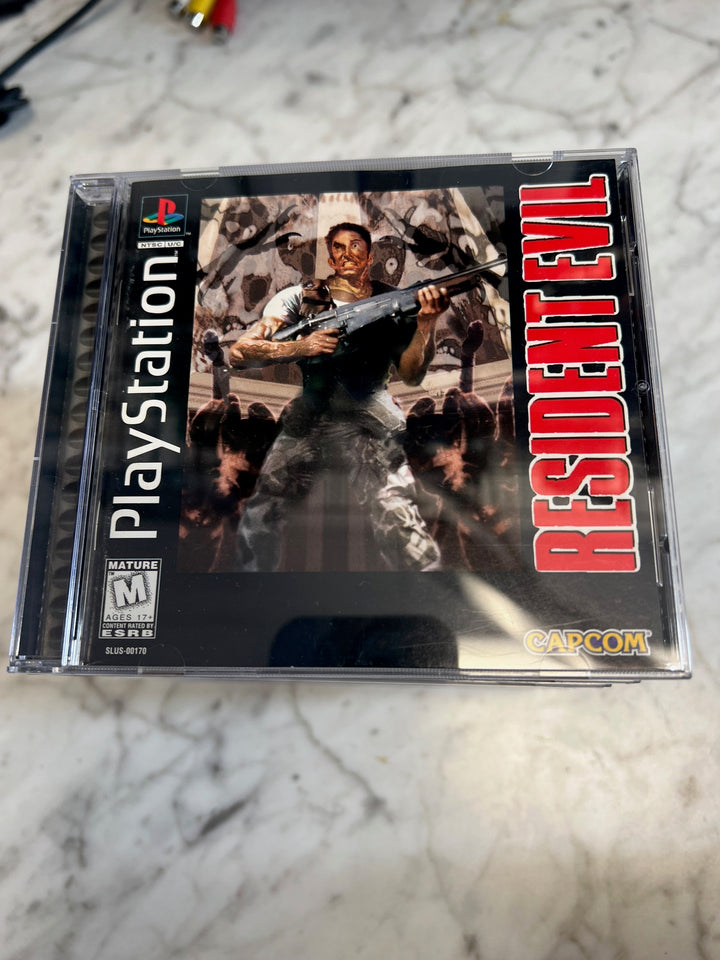 PlayStation
NTSC U/C
PlayStation
RESIDENT EVIL
MATURE
M
AGES 17+
CONTENT RATED BY
ESRB
SLUS-00170
CAPCOM